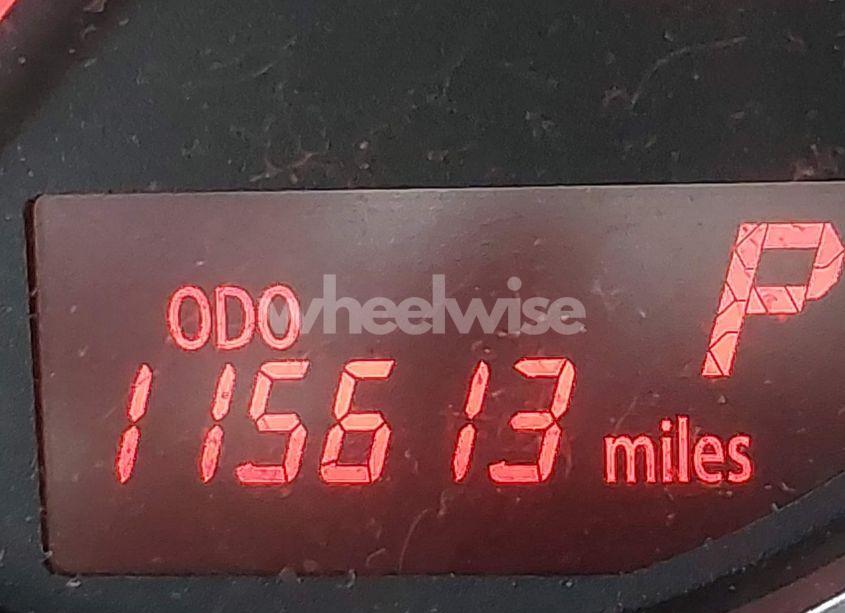 P
ODO wheelwise
115613 miles